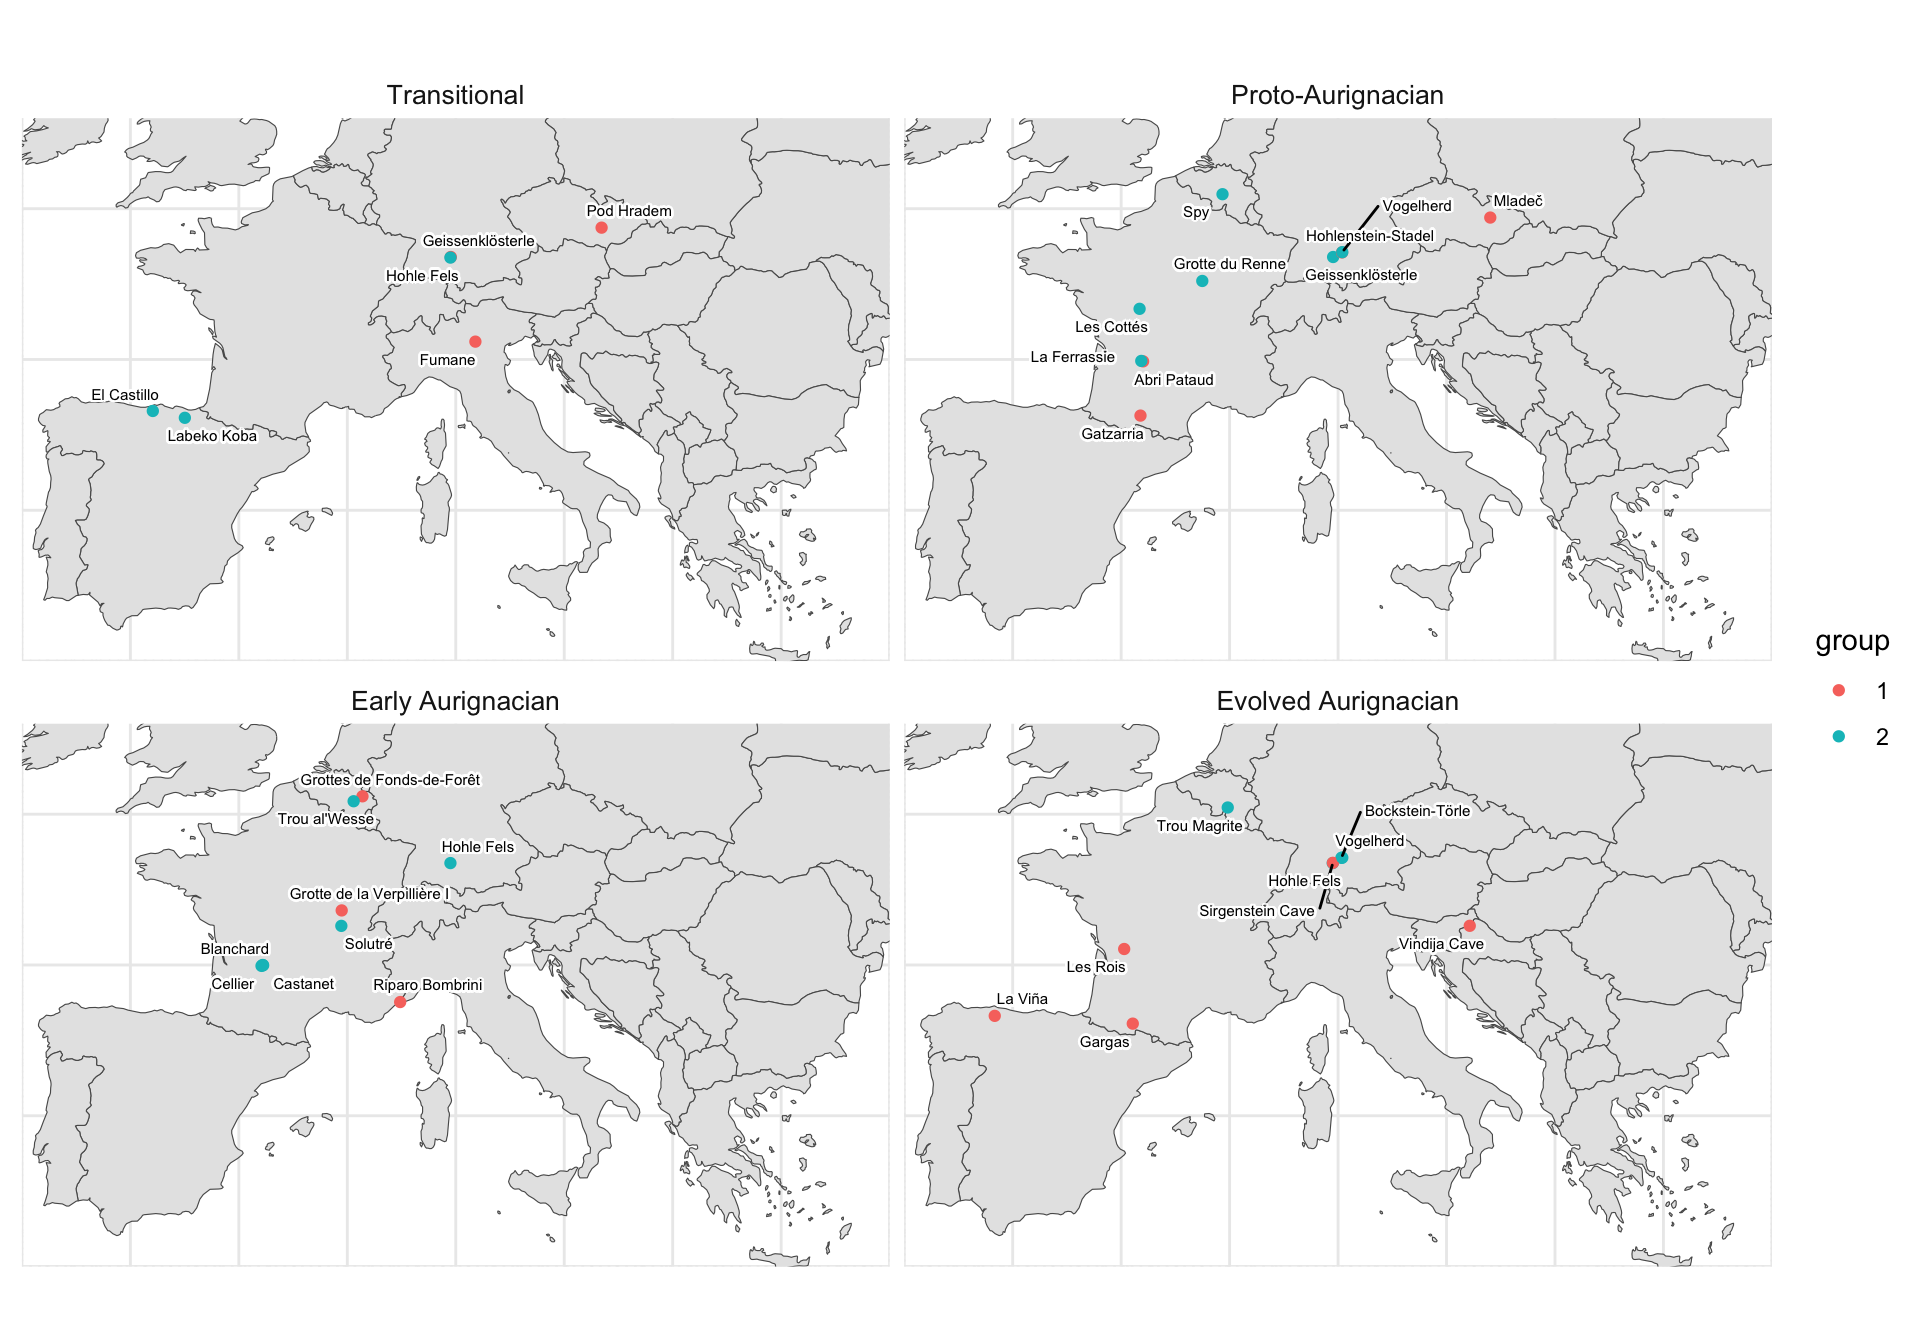 Transitional
Pod Hradem
Geissenklösterle
Hohle Fels
Fumane
El Castillo
Labeko Koba
Proto-Aurignacian
Vogelherd
Mladeč
Spy
Hohlenstein-Stadel
Grotte du Renne
Geissenklösterle
Les Cottés
La Ferrassie
Abri Pataud
Gatzarria
Early Aurignacian
Grottes de Fonds-de-Forêt
Trou al'Wesse
Hohle Fels
Grotte de la Verpillière I
Solutré
Blanchard
Cellier
Castanet
Riparo Bombrini
Evolved Aurignacian
Bockstein-Törle
Trou Magrite
Vogelherd
Hohle Fels
Sirgenstein Cave
Vindija Cave
Les Rois
La Viña
Gargas
group
1
2